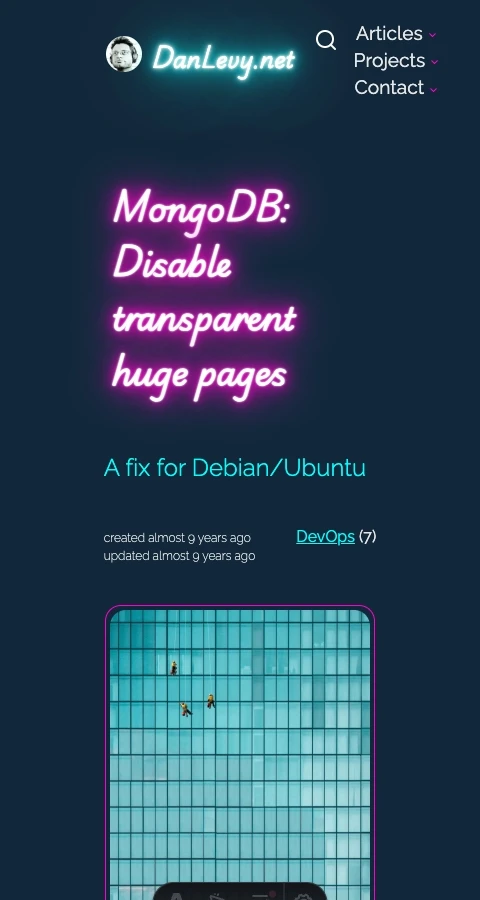 DanLevy.net
Articles
Projects
Contact
MongoDB:
Disable
transparent
huge pages
A fix for Debian/Ubuntu
created almost 9 years ago
updated almost 9 years ago
DevOps (7)